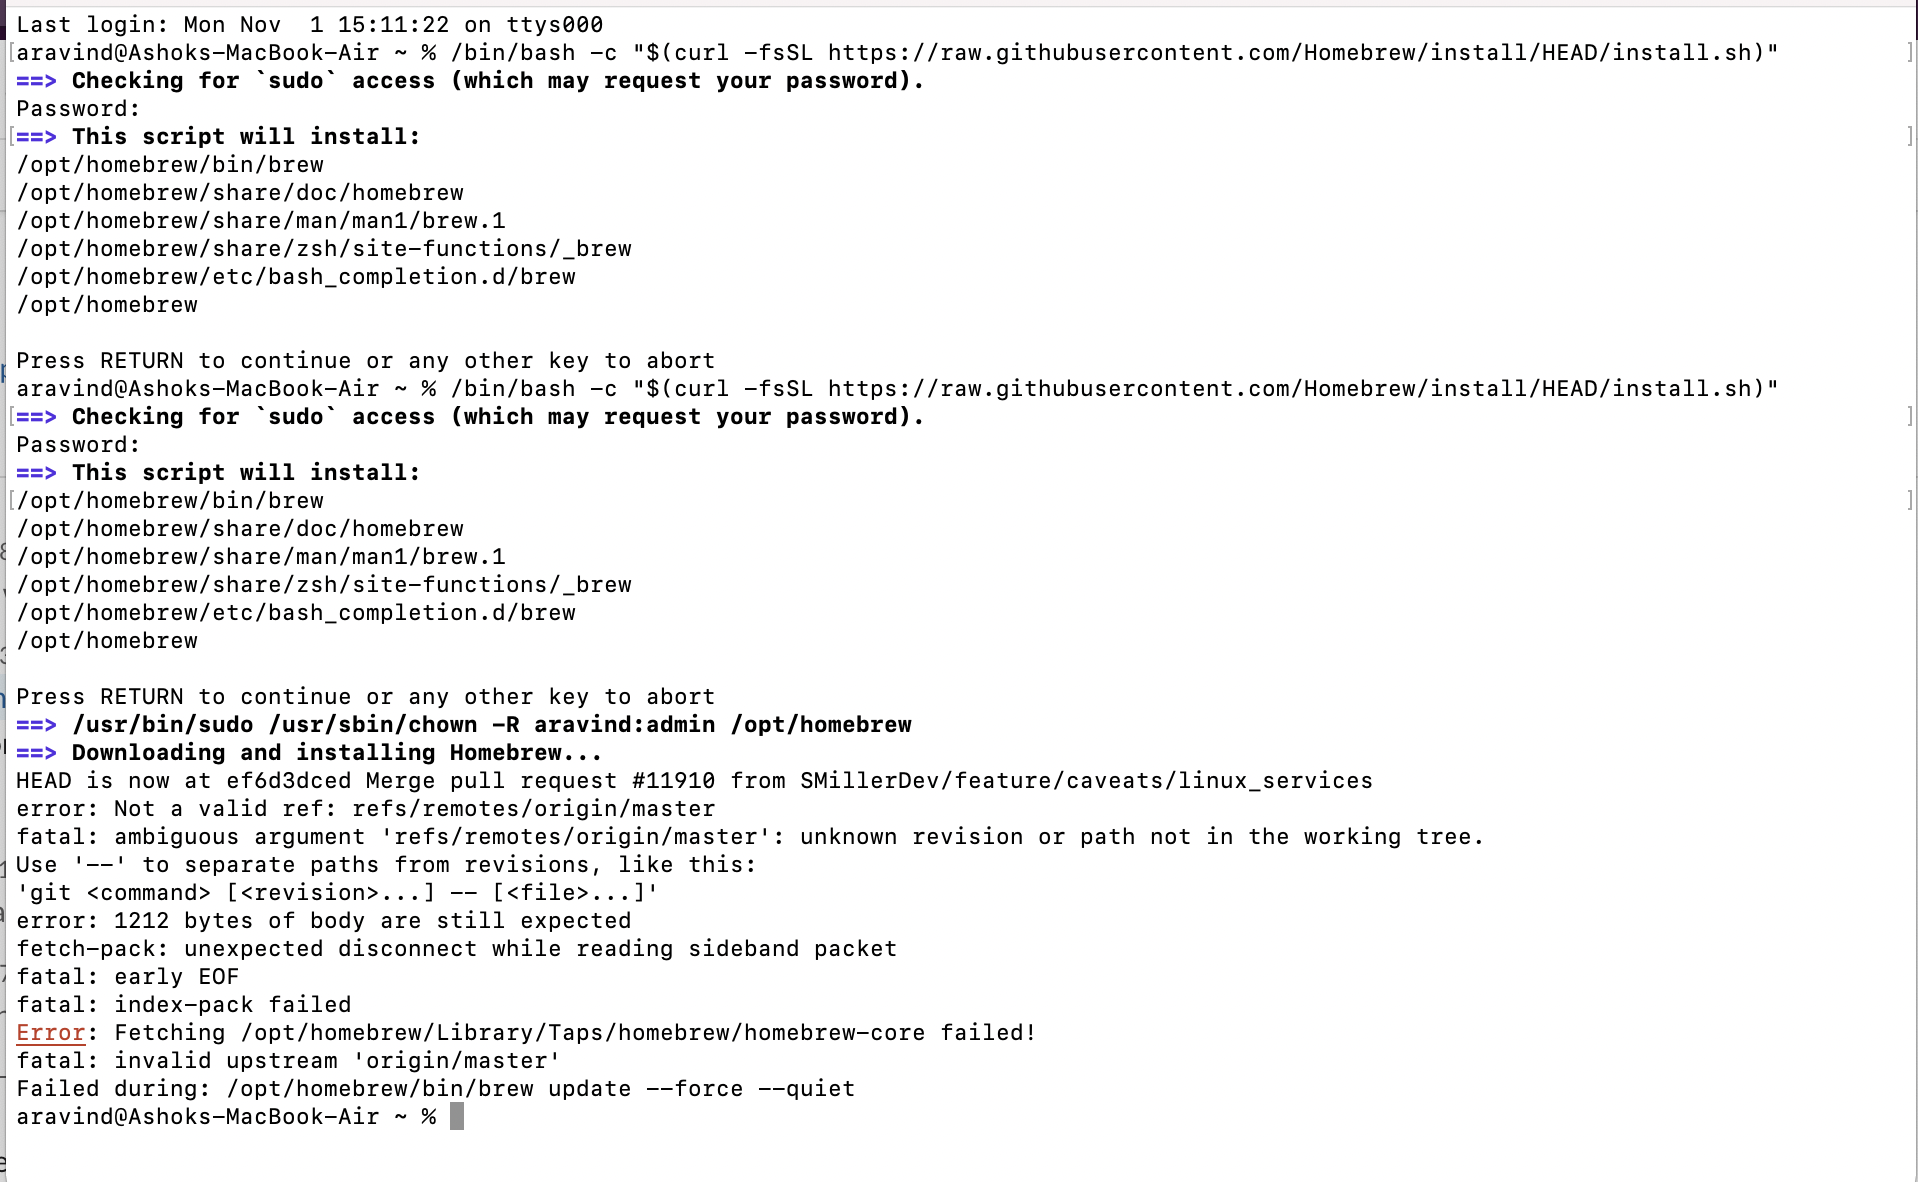 Last login: Mon Nov  1 15:11:22 on ttys000
[aravind@Ashoks-MacBook-Air ~ % /bin/bash -c "$(curl -fsSL https://raw.githubusercontent.com/Homebrew/install/HEAD/install.sh)" ]
==> Checking for `sudo` access (which may request your password).
Password:
[==> This script will install: ]
/opt/homebrew/bin/brew
/opt/homebrew/share/doc/homebrew
/opt/homebrew/share/man/man1/brew.1
/opt/homebrew/share/zsh/site-functions/_brew
/opt/homebrew/etc/bash_completion.d/brew
/opt/homebrew

Press RETURN to continue or any other key to abort
aravind@Ashoks-MacBook-Air ~ % /bin/bash -c "$(curl -fsSL https://raw.githubusercontent.com/Homebrew/install/HEAD/install.sh)"
[==> Checking for `sudo` access (which may request your password). ]
Password:
==> This script will install:
[/opt/homebrew/bin/brew ]
/opt/homebrew/share/doc/homebrew
/opt/homebrew/share/man/man1/brew.1
/opt/homebrew/share/zsh/site-functions/_brew
/opt/homebrew/etc/bash_completion.d/brew
/opt/homebrew

Press RETURN to continue or any other key to abort
==> /usr/bin/sudo /usr/sbin/chown -R aravind:admin /opt/homebrew
==> Downloading and installing Homebrew...
HEAD is now at ef6d3dced Merge pull request #11910 from SMillerDev/feature/caveats/linux_services
error: Not a valid ref: refs/remotes/origin/master
fatal: ambiguous argument 'refs/remotes/origin/master': unknown revision or path not in the working tree.
Use '--' to separate paths from revisions, like this:
'git <command> [<revision>...] -- [<file>...]'
error: 1212 bytes of body are still expected
fetch-pack: unexpected disconnect while reading sideband packet
fatal: early EOF
fatal: index-pack failed
Error: Fetching /opt/homebrew/Library/Taps/homebrew/homebrew-core failed!
fatal: invalid upstream 'origin/master'
Failed during: /opt/homebrew/bin/brew update --force --quiet
aravind@Ashoks-MacBook-Air ~ %